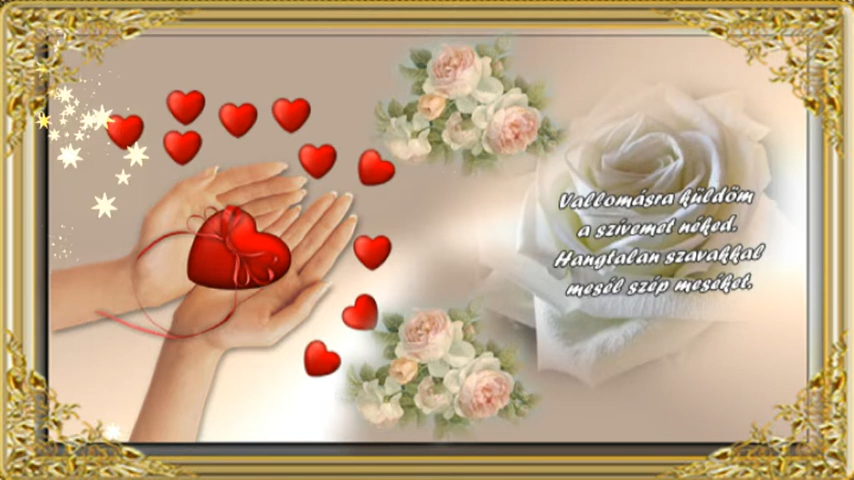 Vallomásra küldöm
a szívemet néked.
Hangtalan szavakkal
mesél szép meséket.